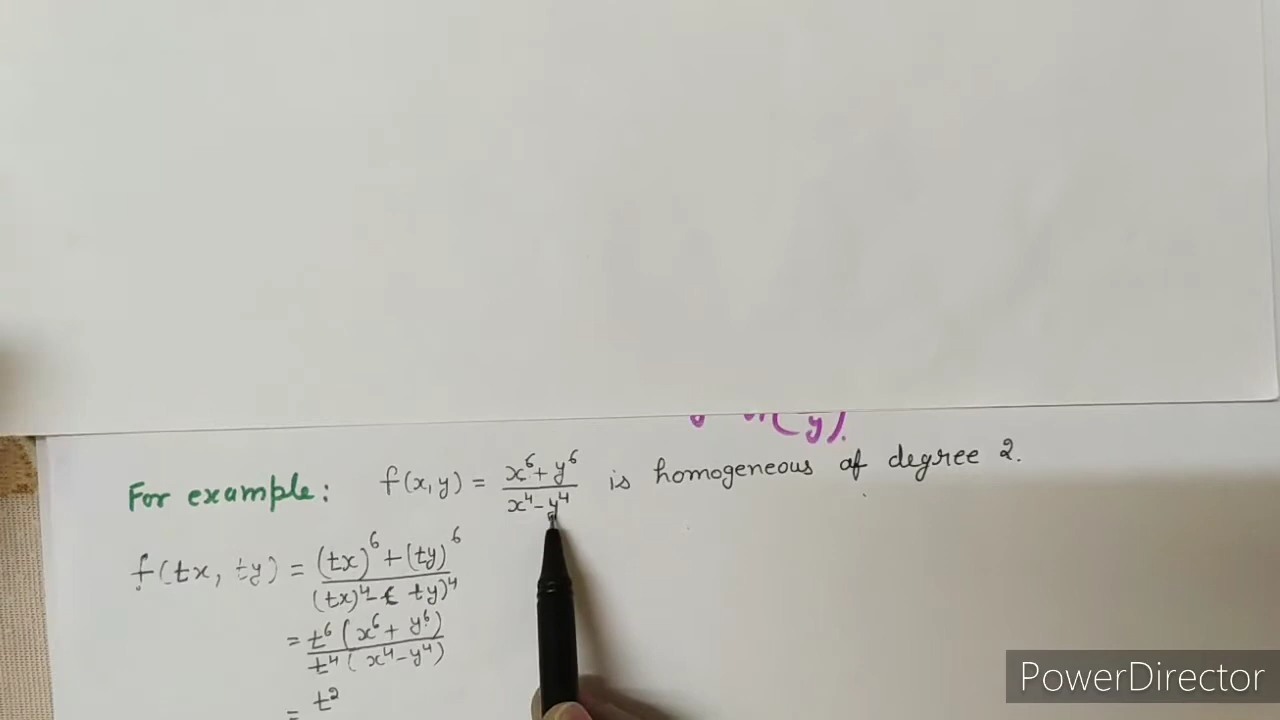 (y).
For example: f(x,y) = x⁶+y⁶/x⁴-y⁴ is homogeneous of degree 2.
f(tx, ty) = (tx)⁶+(ty)⁶/(tx)⁴-(ty)⁴
= t⁶(x⁶+y⁶)/t⁴(x⁴-y⁴)
= t²
PowerDirector